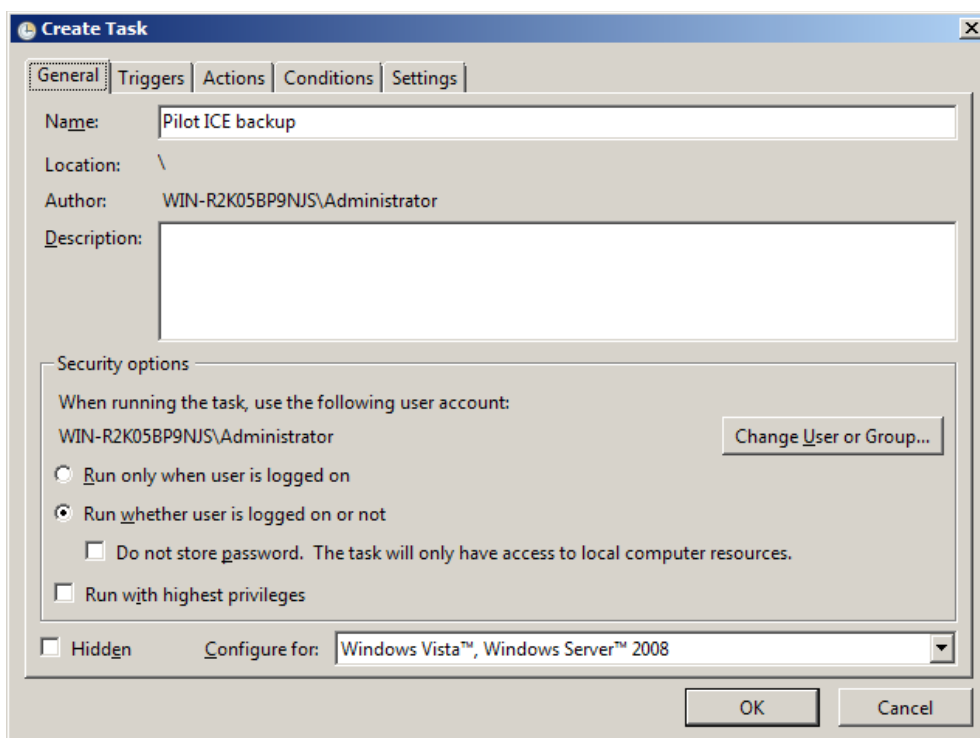 Create Task
General Triggers Actions Conditions Settings
Name: Pilot ICE backup
Location: \
Author: WIN-R2K05BP9NJS\Administrator
Description:
Security options
When running the task, use the following user account:
WIN-R2K05BP9NJS\Administrator Change User or Group...
Run only when user is logged on
Run whether user is logged on or not
Do not store password. The task will only have access to local computer resources.
Run with highest privileges
Hidden Configure for: Windows Vista™, Windows Server™ 2008
OK Cancel